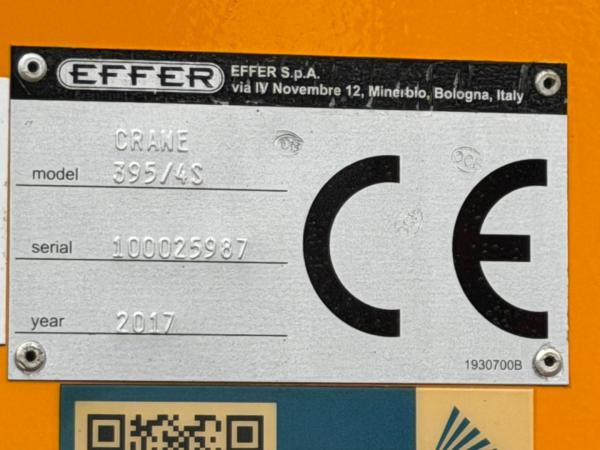 EFFER
EFFER S.p.A.
via IV Novembre 12, Minerbio, Bologna, Italy
CRANE
model 395/4S
serial 100025987
year 2017
CE
1930700B